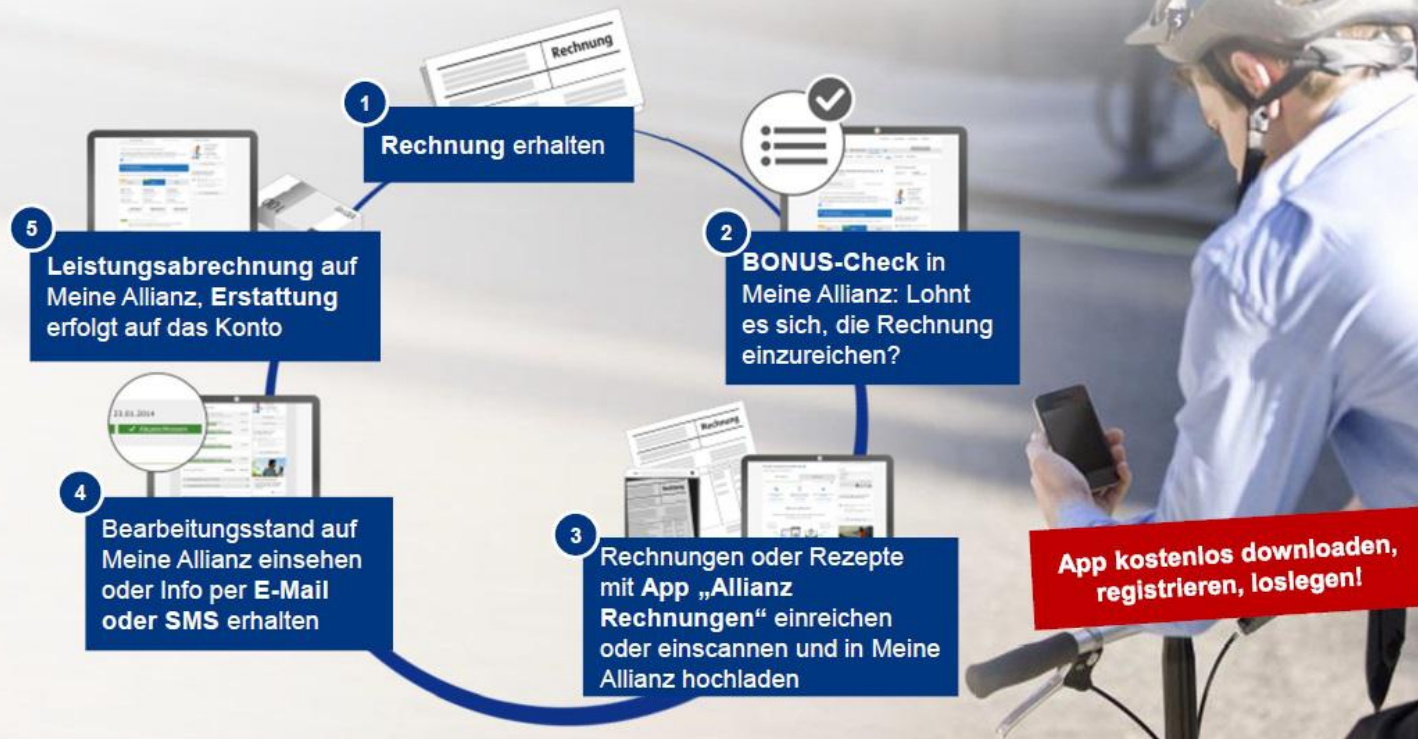 Rechnung
1
Rechnung erhalten
2
BONUS-Check in
Meine Allianz: Lohnt
es sich, die Rechnung
einzureichen?
Rechnung
3
Rechnungen oder Rezepte
mit App „Allianz
Rechnungen“ einreichen
oder einscannen und in Meine
Allianz hochladen
23.01.2014
4
Bearbeitungsstand auf
Meine Allianz einsehen
oder Info per E-Mail
oder SMS erhalten
5
Leistungsabrechnung auf
Meine Allianz, Erstattung
erfolgt auf das Konto
App kostenlos downloaden,
registrieren, loslegen!